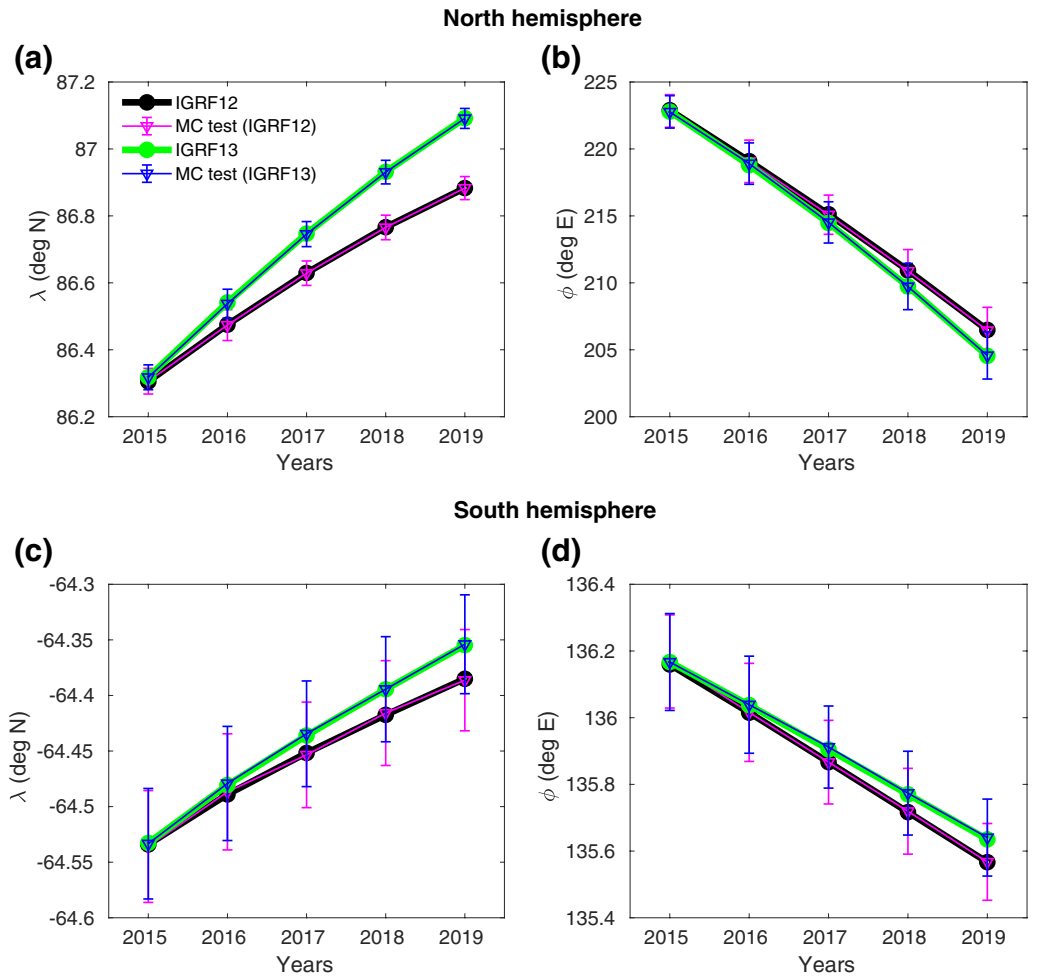 North hemisphere
(a)
87.2
87
86.8
86.6
86.4
86.2
λ (deg N)
IGRF12
MC test (IGRF12)
IGRF13
MC test (IGRF13)
2015 2016 2017 2018 2019
Years
(b)
225
220
215
210
205
200
ϕ (deg E)
2015 2016 2017 2018 2019
Years
South hemisphere
(c)
-64.3
-64.35
-64.4
-64.45
-64.5
-64.55
-64.6
λ (deg N)
2015 2016 2017 2018 2019
Years
(d)
136.4
136.2
136
135.8
135.6
135.4
ϕ (deg E)
2015 2016 2017 2018 2019
Years